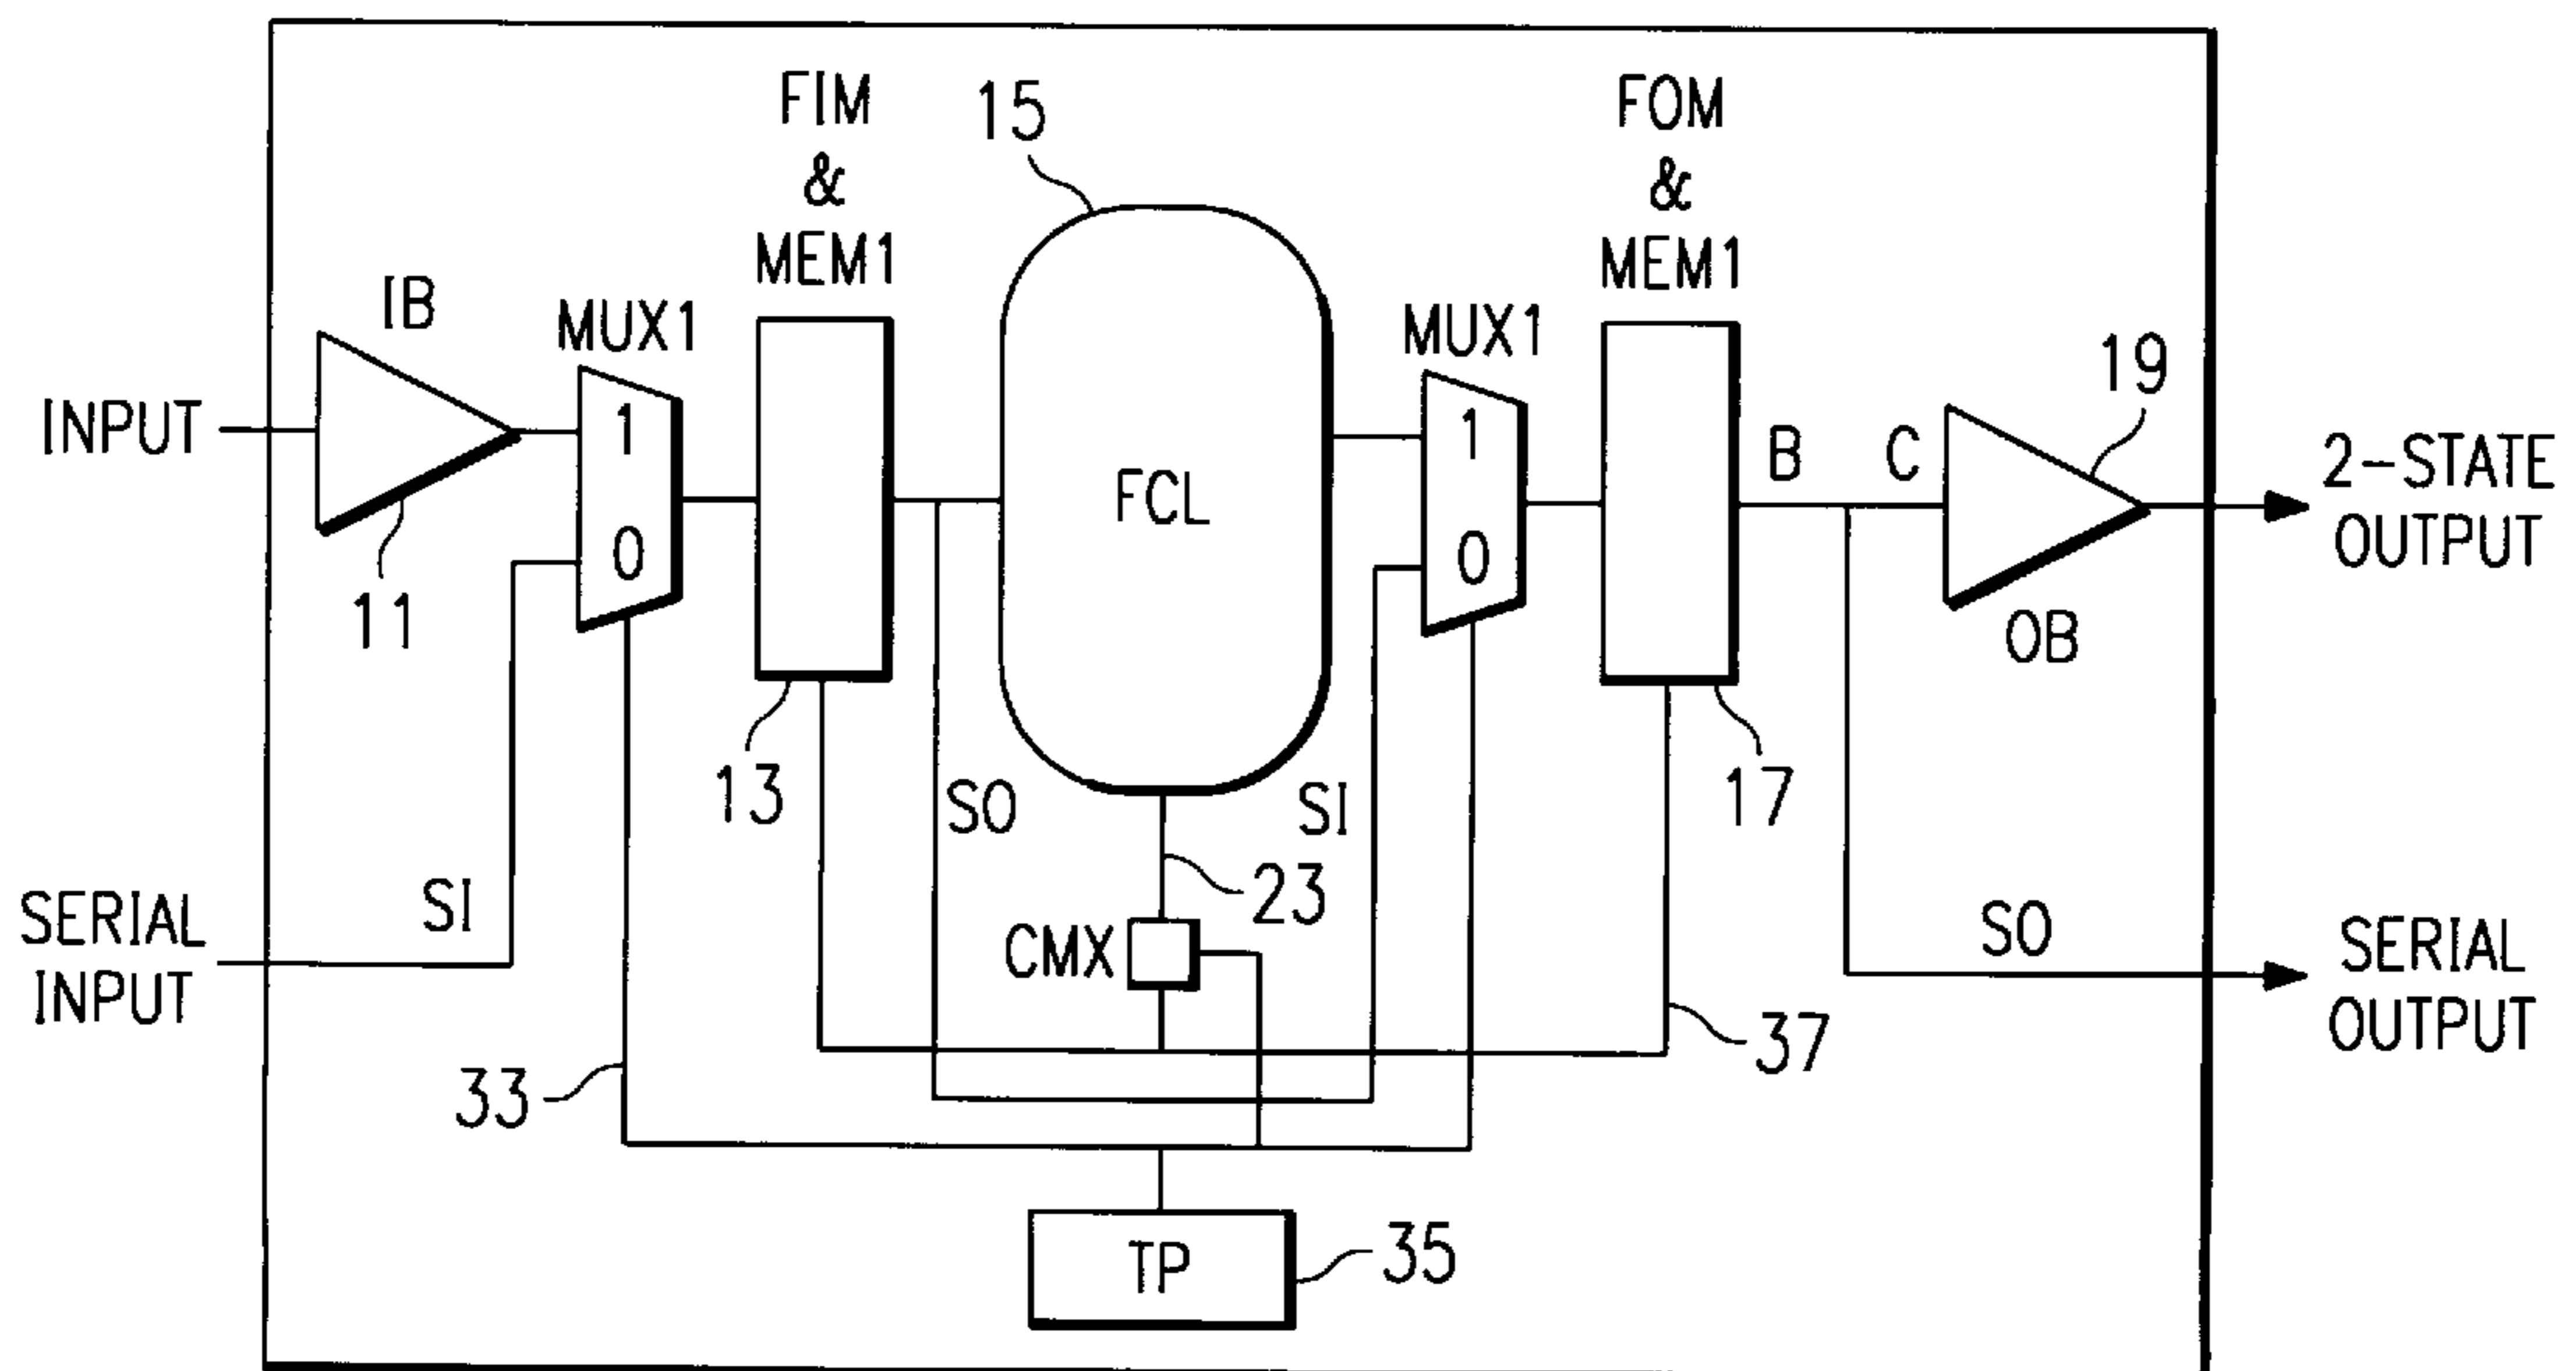 FIM
&
MEM1
15
FOM
&
MEM1
IB
MUX1
MUX1
19
INPUT
1
0
FCL
1
0
B
C
2-STATE
OUTPUT
11
OB
13
SO
SI
17
SERIAL
INPUT
SI
23
CMX
SO
SERIAL
OUTPUT
33
37
TP
35